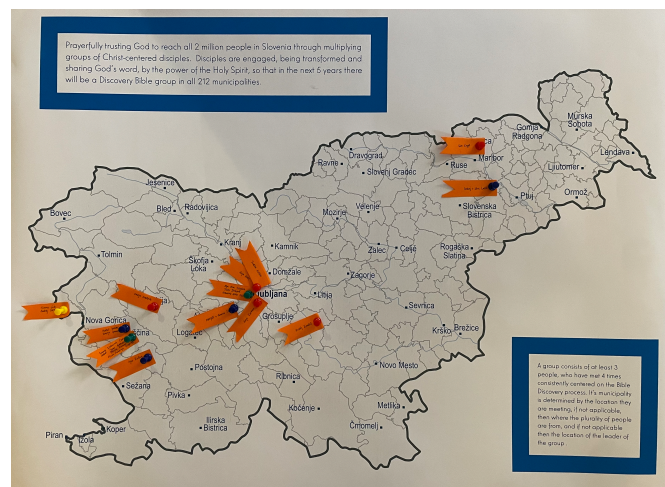 Prayerfully trusting God to reach all 2 million people in Slovenia through multiplying
groups of Christ-centered disciples. Disciples are engaged, being transformed and
sharing God's word, by the power of the Holy Spirit, so that in the next 5 years there
will be a Discovery Bible group in all 212 municipalities.
Murska
Sobota
Gornja
Radgona
Lendava
Dravograd
Ravne
Slovenj Gradec
Ruse
Maribor
Ljutomer
Ormož
Ptuj
Slovenska
Bistrica
Jesenice
Bled
Radovljica
Bovec
Mozirje
Velenje
Tolmin
Kranj
Kamnik
Žalec
Celje
Rogaška
Slatina
Škofja
Loka
Domžale
Zagorje
Litija
Sevnica
Nova Gorica
Grosuplje
Krško
Brežice
Postojna
Novo Mesto
Sežana
Ribnica
Pivka
Kočevje
Metlika
Ilirska
Bistrica
Črnomelj
Piran
Izola
Koper
A group consists of at least 3
people, who have met 4 times
consistently centered on the Bible
Discovery process. It's municipality
is determined by the location they
are meeting, if not applicable,
then where the plurality of people
are from, and if not applicable
then the location of the leader of
the group